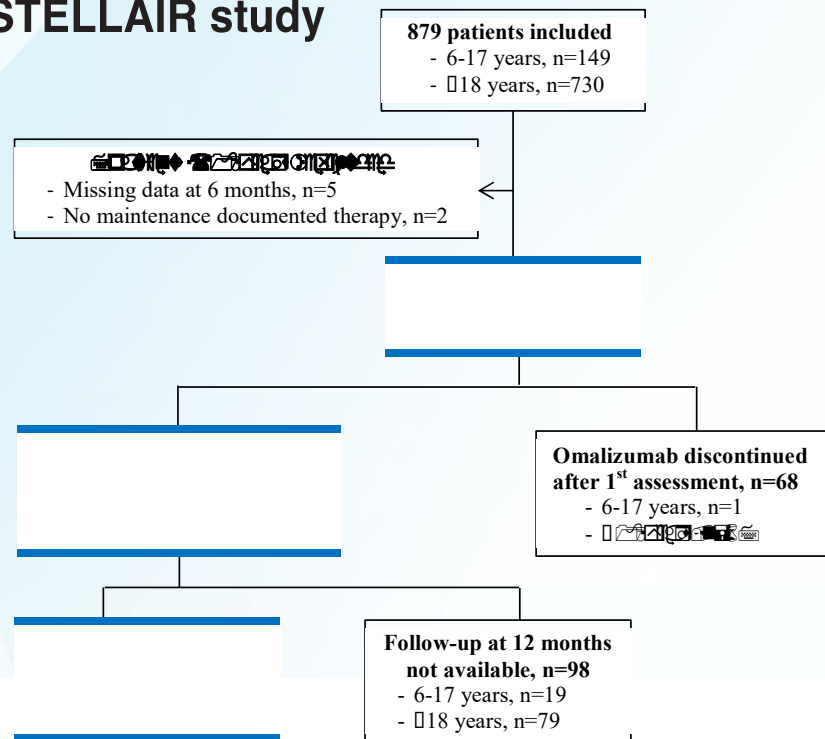 STELLAIR study
879 patients included
- 6-17 years, n=149
- 18 years, n=730
- Missing data at 6 months, n=5
- No maintenance documented therapy, n=2
Omalizumab discontinued
after 1st assessment, n=68
- 6-17 years, n=1
Follow-up at 12 months
not available, n=98
- 6-17 years, n=19
- 18 years, n=79